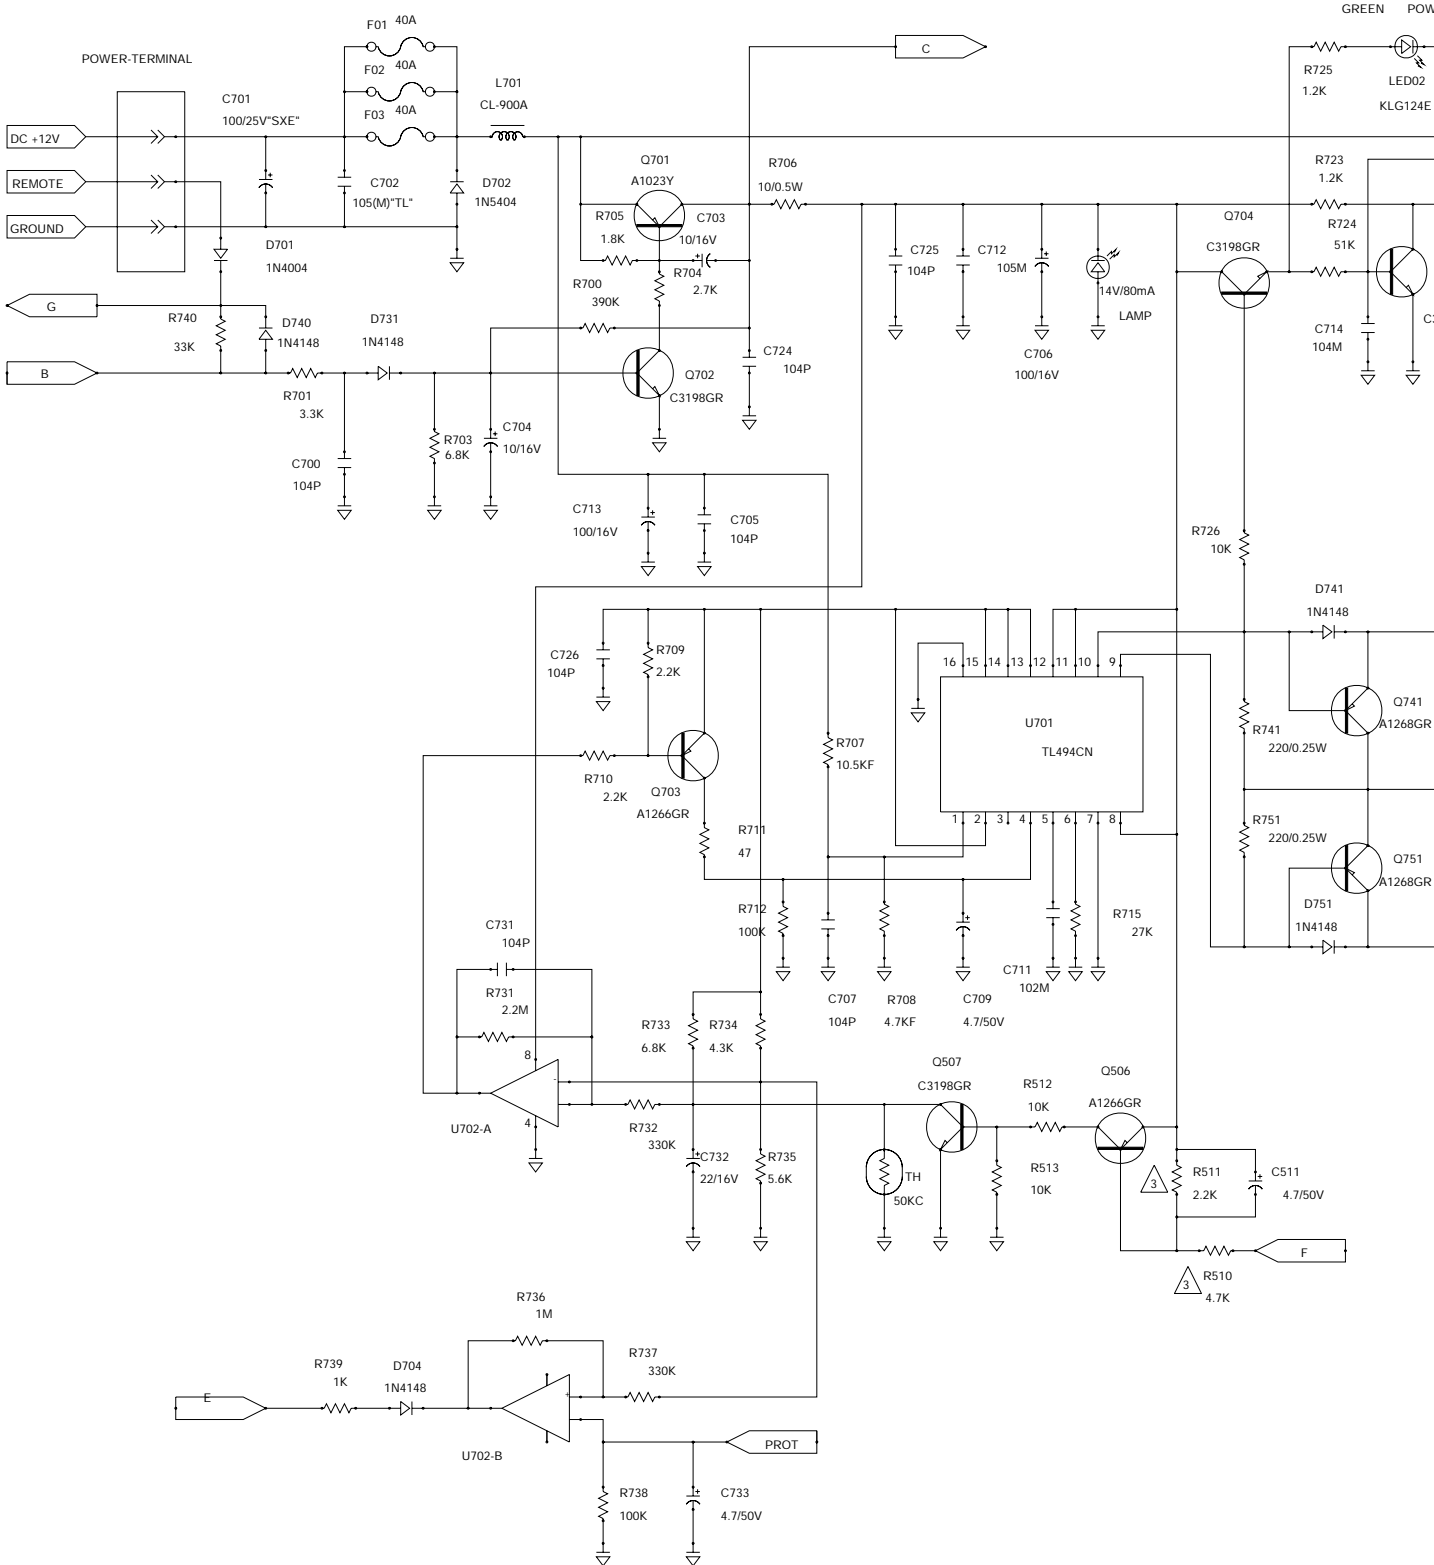 GREEN POW
F01 40A
POWER-TERMINAL
C
F02 40A
R725
1.2K
LED02
KLG124E
L701
CL-900A
C701
100/25V"SXE"
F03 40A
DC +12V
REMOTE
GROUND
C702
105(M)"TL"
D702
1N5404
Q701
A1023Y
R706
10/0.5W
R723
1.2K
R705
1.8K
C703
10/16V
Q704
C3198GR
R724
51K
D701
1N4004
R700
390K
R704
2.7K
C725
104P
C712
105M
14V/80mA
LAMP
G
R740
33K
D740
1N4148
D731
1N4148
C714
104M
C
C706
100/16V
B
R701
3.3K
Q702
C3198GR
C724
104P
C700
104P
R703
6.8K
C704
10/16V
C713
100/16V
C705
104P
R726
10K
D741
1N4148
C726
104P
R709
2.2K
16 15 14 13 12 11 10 9
U701
TL494CN
Q741
A1268GR
R741
220/0.25W
R707
10.5KF
R710
2.2K
Q703
A1266GR
1 2 3 4 5 6 7 8
R711
47
R751
220/0.25W
Q751
A1268GR
D751
1N4148
R712
100K
R715
27K
C731
104P
C711
102M
R731
2.2M
C707
104P
R708
4.7KF
C709
4.7/50V
R733
6.8K
R734
4.3K
8
-
4
U702-A
R732
330K
Q507
C3198GR
R512
10K
Q506
A1266GR
C732
22/16V
R735
5.6K
TH
50KC
R513
10K
3
R511
2.2K
C511
4.7/50V
F
3
R510
4.7K
R736
1M
R739
1K
D704
1N4148
R737
330K
E
+
U702-B
PROT
R738
100K
C733
4.7/50V